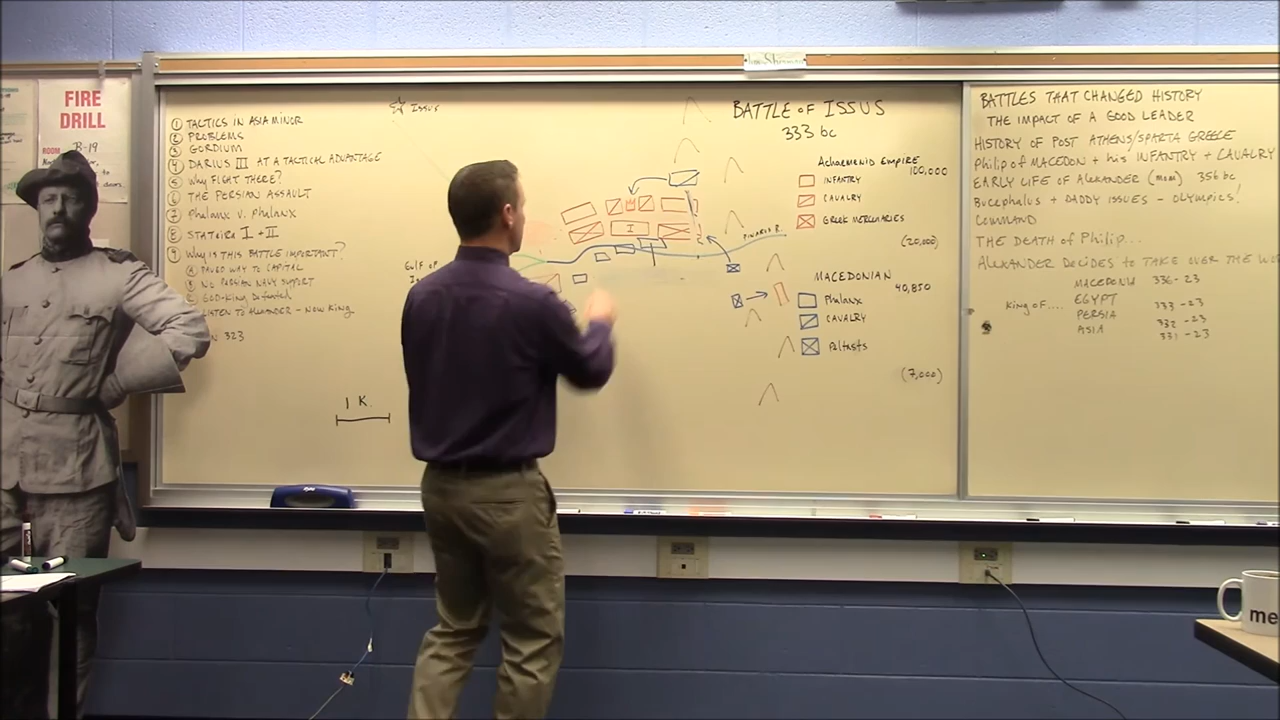 FIRE
DRILL
ROOM B-19
doors.
① TACTICS IN ASIA MINOR
② PROBLEMS
③ GORDIUM
④ DARIUS III AT A TACTICAL ADVANTAGE
⑤ WHY FIGHT THERE?
⑥ THE PERSIAN ASSAULT
⑦ Phalanx v. Phalanx
⑧ STATEIRA I + II
⑨ WHY IS THIS BATTLE IMPORTANT?
Ⓐ PAVED WAY TO CAPITAL
Ⓑ NO PERSIAN NAVY SUPPORT
GOD-KING Defeated
LISTEN TO ALEXANDER - NEW KING
323
1 K.
ISSUS
GULF OF
I
PINARUS R.
BATTLE OF ISSUS
333 bc
Achaemenid EMPIRE
100,000
INFANTRY
CAVALRY
GREEK MERCENARIES
(20,000)
MACEDONIAN
40,850
Phalanx
CAVALRY
Peltasts
(7,000)
BATTLES THAT CHANGED HISTORY
THE IMPACT OF A GOOD LEADER
HISTORY OF POST ATHENS/SPARTA GREECE
Philip of MACEDON + his INFANTRY + CAVALRY
EARLY LIFE OF ALEXANDER (mom) 356 bc
Bucephalus + DADDY ISSUES - OLYMPICS!
COMMAND
THE DEATH OF PHILIP...
ALEXANDER DECIDES TO TAKE OVER THE WO
KING OF....
MACEDONIA 336-23
EGYPT 333-23
PERSIA 332-23
ASIA 331-23
me